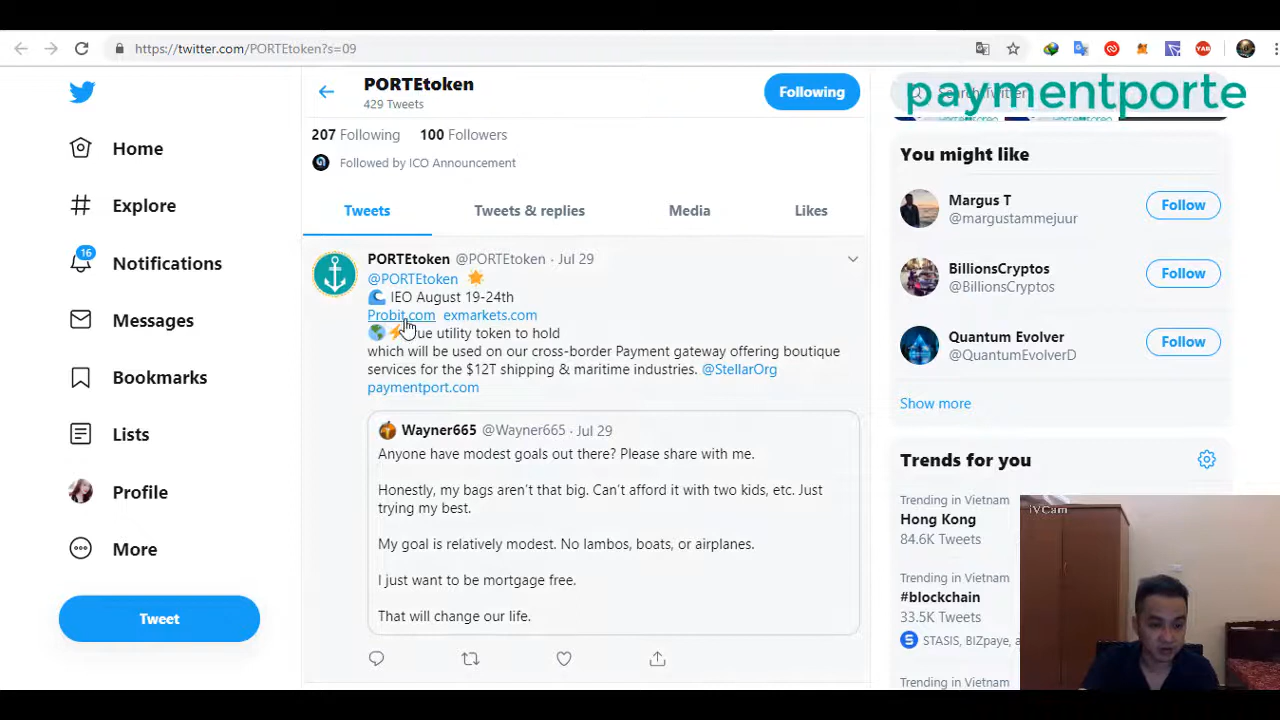 https://twitter.com/PORTEtoken?s=09
YAB
paymentporte
Home
Explore
16
Notifications
Messages
Bookmarks
Lists
Profile
More
Tweet
PORTEtoken
429 Tweets
Following
207 Following 100 Followers
Followed by ICO Announcement
Tweets Tweets & replies Media Likes
PORTEtoken @PORTEtoken · Jul 29
@PORTEtoken
IEO August 19-24th
Probit.com exmarkets.com
ue utility token to hold
which will be used on our cross-border Payment gateway offering boutique
services for the $12T shipping & maritime industries. @StellarOrg
paymentport.com
Wayner665 @Wayner665 · Jul 29
Anyone have modest goals out there? Please share with me.
Honestly, my bags aren't that big. Can't afford it with two kids, etc. Just
trying my best.
My goal is relatively modest. No lambos, boats, or airplanes.
I just want to be mortgage free.
That will change our life.
You might like
Margus T
@margustammejuur
Follow
BillionsCryptos
@BillionsCryptos
Follow
Quantum Evolver
@QuantumEvolverD
Follow
Show more
Trends for you
Trending in Vietnam
Hong Kong
84.6K Tweets
Trending in Vietnam
#blockchain
33.5K Tweets
STASIS, BIZpaye, a
Trending in Vietnam
iVCam